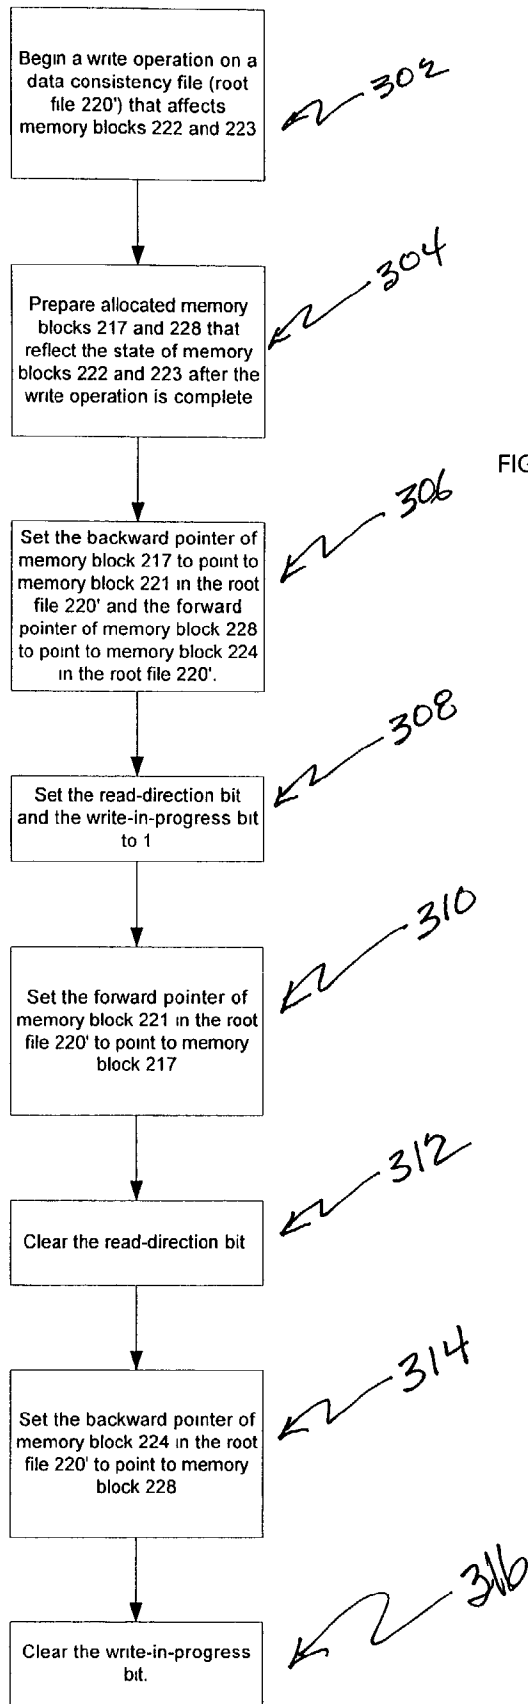 Begin a write operation on a
data consistency file (root
file 220') that affects
memory blocks 222 and 223
302
304
Prepare allocated memory
blocks 217 and 228 that
reflect the state of memory
blocks 222 and 223 after the
write operation is complete
FIG
306
Set the backward pointer of
memory block 217 to point to
memory block 221 in the root
file 220' and the forward
pointer of memory block 228
to point to memory block 224
in the root file 220'.
308
Set the read-direction bit
and the write-in-progress bit
to 1
310
Set the forward pointer of
memory block 221 in the root
file 220' to point to memory
block 217
312
Clear the read-direction bit
314
Set the backward pointer of
memory block 224 in the root
file 220' to point to memory
block 228
316
Clear the write-in-progress
bit.